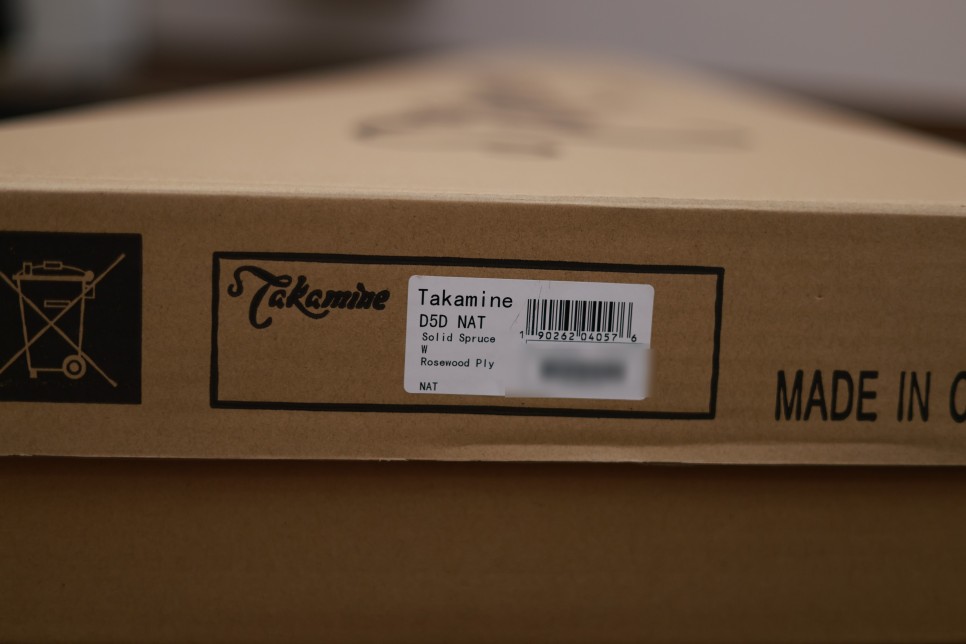 Takamine
Takamine
D5D NAT
Solid Spruce
W
Rosewood Ply
NAT
1 90262 04057 6
MADE IN